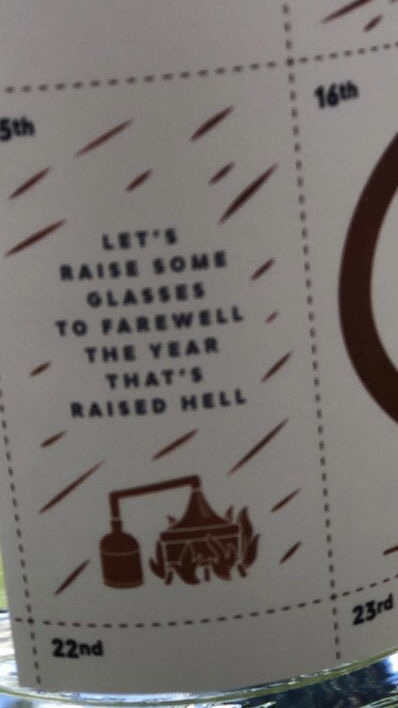 5th
16th
LET'S
RAISE SOME
GLASSES
TO FAREWELL
THE YEAR
THAT'S
RAISED HELL
22nd
23rd